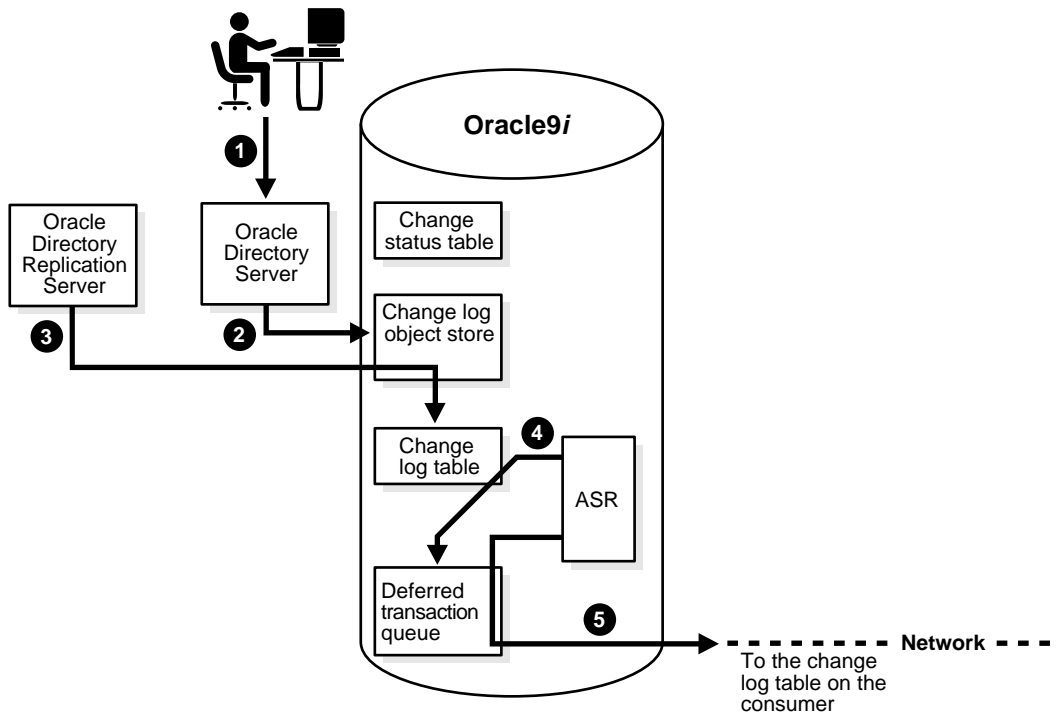 Oracle9i
1
Oracle
Directory
Replication
Server
Oracle
Directory
Server
Change
status table
3
2
Change log
object store
Change
log table
4
ASR
Deferred
transaction
queue
5
Network
To the change
log table on the
consumer